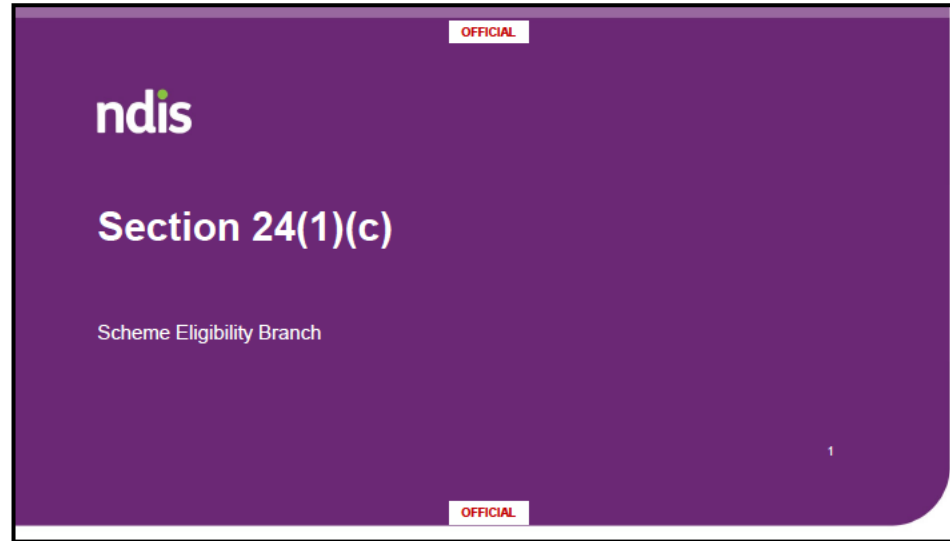 OFFICIAL
ndis
Section 24(1)(c)
Scheme Eligibility Branch
1
OFFICIAL